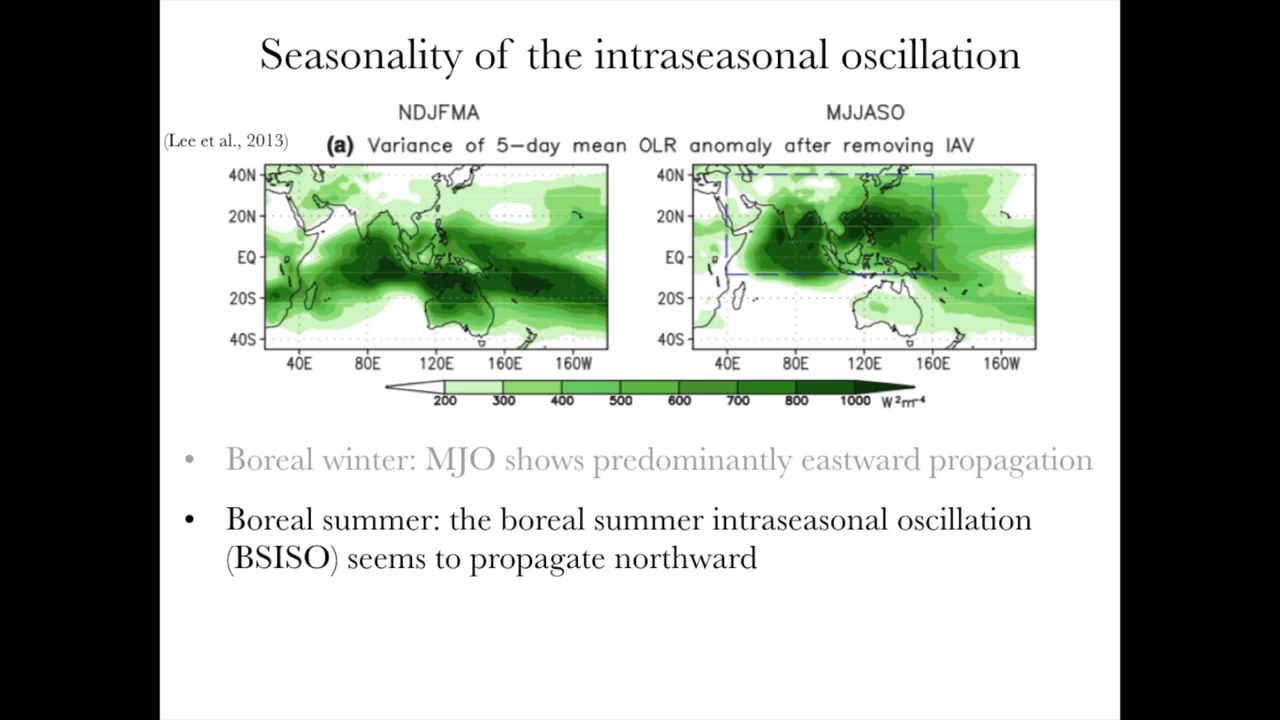 Seasonality of the intraseasonal oscillation
NDJFMA MJJASO
(Lee et al., 2013) (a) Variance of 5-day mean OLR anomaly after removing IAV
40N 40N
20N 20N
EQ EQ
20S 20S
40S 40S
40E 80E 120E 160E 160W 40E 80E 120E 160E 160W
200 300 400 500 600 700 800 1000 W²m⁻⁴
• Boreal winter: MJO shows predominantly eastward propagation
• Boreal summer: the boreal summer intraseasonal oscillation
(BSISO) seems to propagate northward